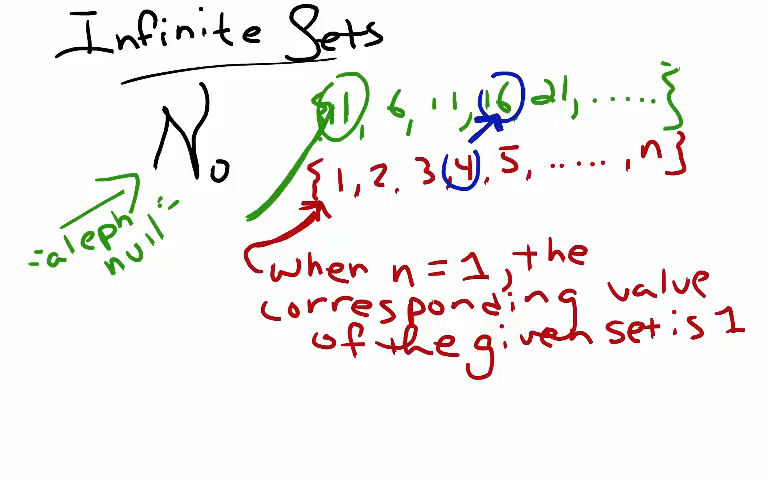 Infinite Sets
ℵ₀
{1, 6, 11, 16, 21, ......}
{1, 2, 3, 4, 5, ......, n}
"aleph
null"
when n = 1, the
corresponding value
of the given set is 1